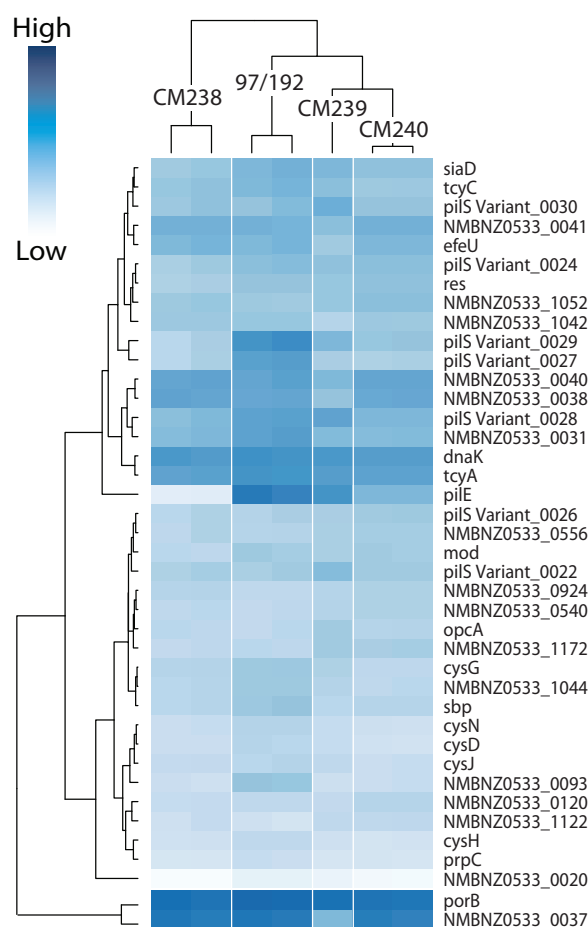 High
Low
CM238
97/192
CM239
CM240
siaD
tcyC
pilS Variant_0030
NMBNZ0533_0041
efeU
pilS Variant_0024
res
NMBNZ0533_1052
NMBNZ0533_1042
pilS Variant_0029
pilS Variant_0027
NMBNZ0533_0040
NMBNZ0533_0038
pilS Variant_0028
NMBNZ0533_0031
dnaK
tcyA
pilE
pilS Variant_0026
NMBNZ0533_0556
mod
pilS Variant_0022
NMBNZ0533_0924
NMBNZ0533_0540
opcA
NMBNZ0533_1172
cysG
NMBNZ0533_1044
sbp
cysN
cysD
cysJ
NMBNZ0533_0093
NMBNZ0533_0120
NMBNZ0533_1122
cysH
prpC
NMBNZ0533_0020
porB
NMBNZ0533_0037